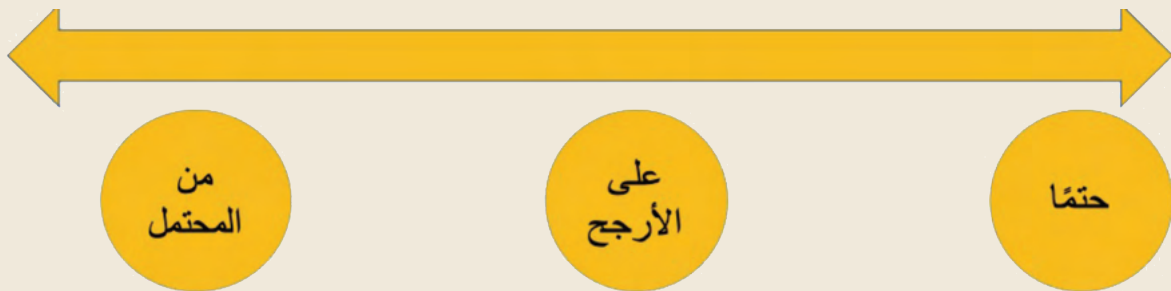 حتمًا
على
الأرجح
من
المحتمل